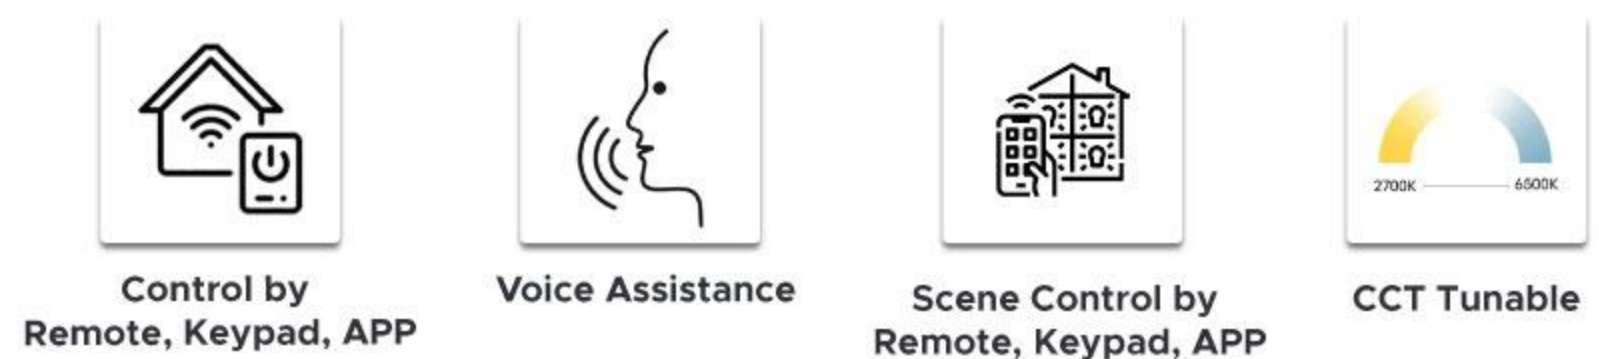 2700K
6500K
Control by
Remote, Keypad, APP
Voice Assistance
Scene Control by
Remote, Keypad, APP
CCT Tunable